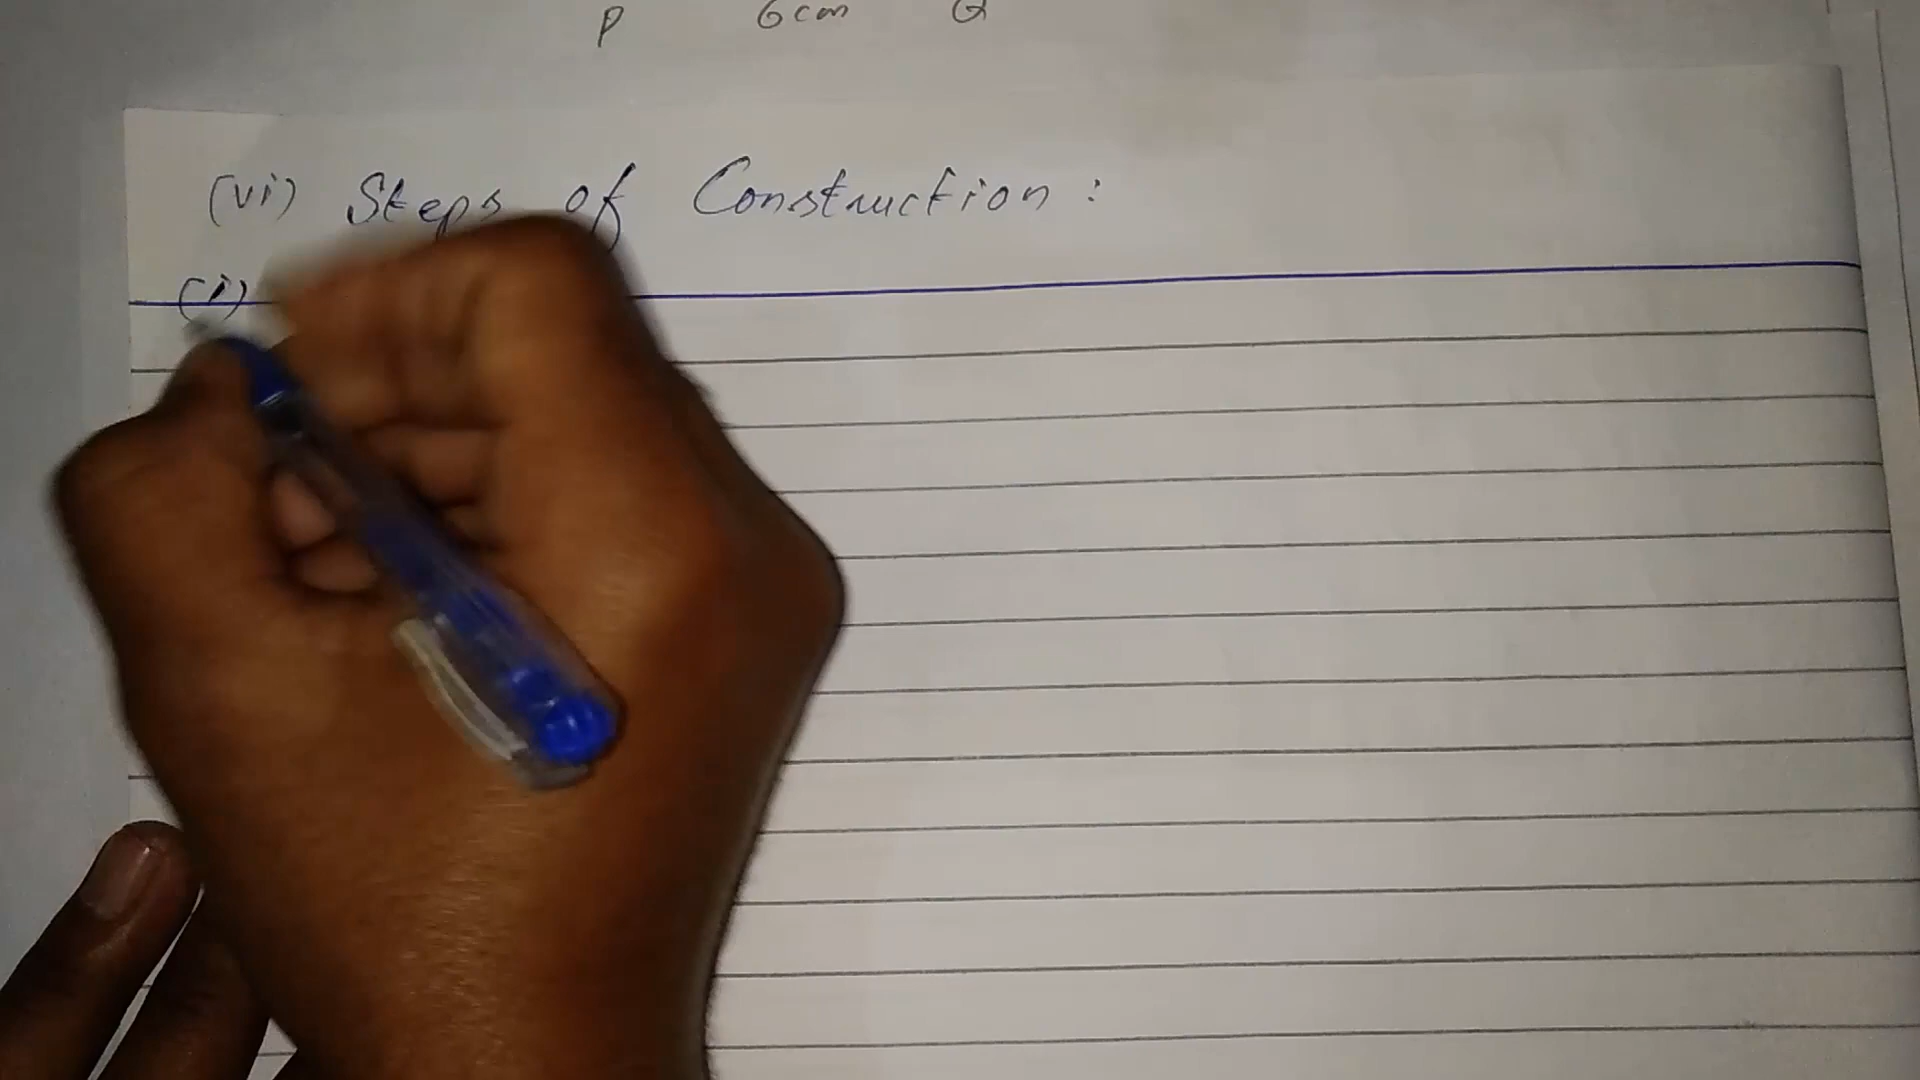 P 6cm Q
(vi) Steps of Construction:
(i)